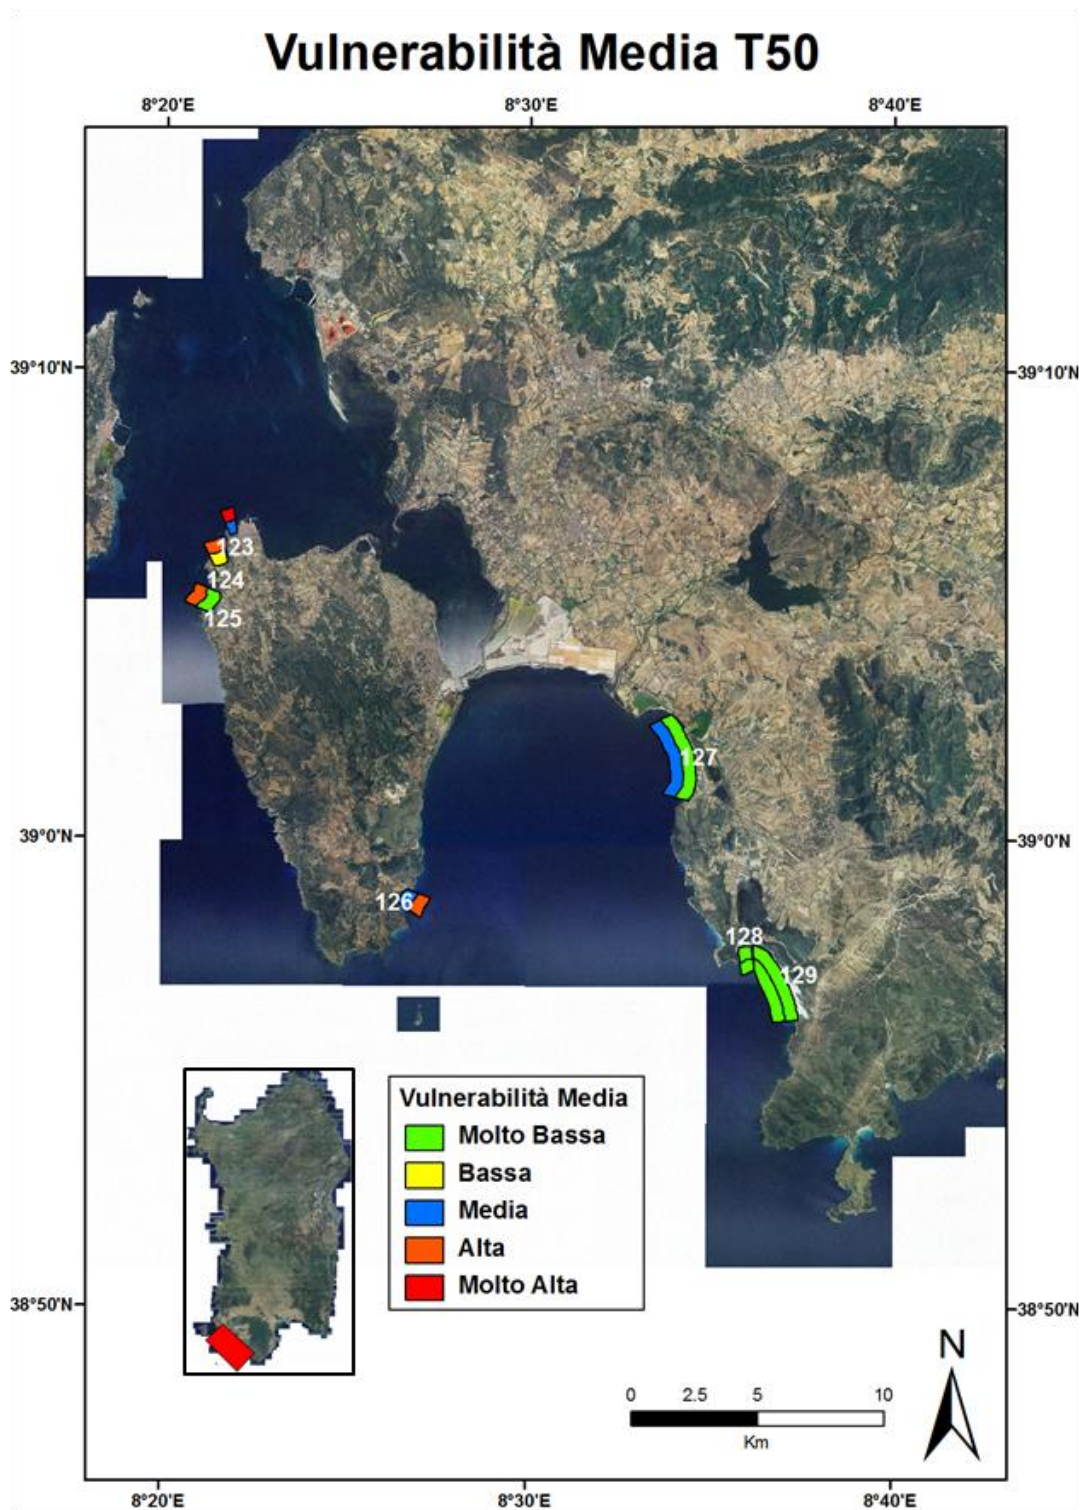 Vulnerabilità Media T50
8°20'E 8°30'E 8°40'E
39°10'N 39°10'N
123
124
125
127
39°0'N 39°0'N
126
128
129
Vulnerabilità Media
Molto Bassa
Bassa
Media
Alta
Molto Alta
38°50'N 38°50'N
N
0 2.5 5 10
Km
8°20'E 8°30'E 8°40'E